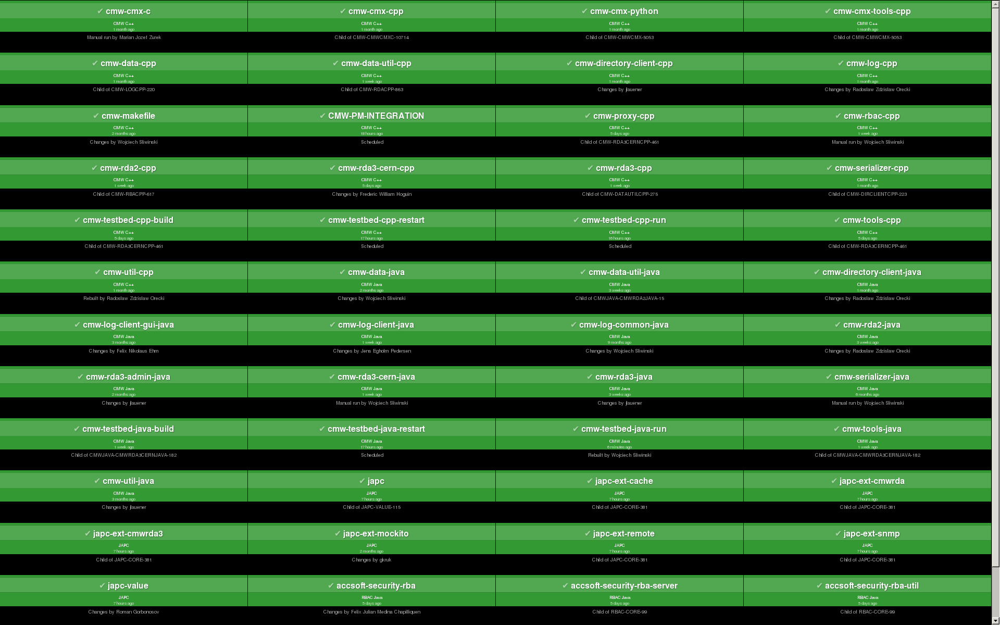 ✔ cmw-cmx-c ✔ cmw-cmx-cpp ✔ cmw-cmx-python ✔ cmw-cmx-tools-cpp
CMW C++ CMW C++ CMW C++ CMW C++
1 month ago 1 month ago 1 month ago 1 month ago
Manual run by Marian Jozef Zurek Child of CMW-CMWCMXC-10714 Child of CMW-CMWCMX-5053 Child of CMW-CMWCMX-5053
✔ cmw-data-cpp ✔ cmw-data-util-cpp ✔ cmw-directory-client-cpp ✔ cmw-log-cpp
CMW C++ CMW C++ CMW C++ CMW C++
1 month ago 1 week ago 1 month ago 1 month ago
Child of CMW-LOGCPP-220 Child of CMW-RDACPP-863 Changes by jlauener Changes by Radoslaw Zdzislaw Orecki
✔ cmw-makefile ✔ CMW-PM-INTEGRATION ✔ cmw-proxy-cpp ✔ cmw-rbac-cpp
CMW C++ CMW C++ CMW C++ CMW C++
2 months ago 18 hours ago 5 days ago 1 week ago
Changes by Wojciech Sliwinski Scheduled Child of CMW-RDA3CERNCPP-461 Manual run by Wojciech Sliwinski
✔ cmw-rda2-cpp ✔ cmw-rda3-cern-cpp ✔ cmw-rda3-cpp ✔ cmw-serializer-cpp
CMW C++ CMW C++ CMW C++ CMW C++
1 week ago 5 days ago 1 week ago 1 month ago
Child of CMW-RBACPP-617 Changes by Frederic William Hoguin Child of CMW-DATAUTILCPP-275 Child of CMW-DIRCLIENTCPP-223
✔ cmw-testbed-cpp-build ✔ cmw-testbed-cpp-restart ✔ cmw-testbed-cpp-run ✔ cmw-tools-cpp
CMW C++ CMW C++ CMW C++ CMW C++
5 days ago 17 hours ago 16 hours ago 5 days ago
Child of CMW-RDA3CERNCPP-461 Scheduled Scheduled Child of CMW-RDA3CERNCPP-461
✔ cmw-util-cpp ✔ cmw-data-java ✔ cmw-data-util-java ✔ cmw-directory-client-java
CMW C++ CMW Java CMW Java CMW Java
1 month ago 2 months ago 3 weeks ago 1 month ago
Rebuilt by Radoslaw Zdzislaw Orecki Changes by Wojciech Sliwinski Child of CMWJAVA-CMWRDA2JAVA-15 Changes by Radoslaw Zdzislaw Orecki
✔ cmw-log-client-gui-java ✔ cmw-log-client-java ✔ cmw-log-common-java ✔ cmw-rda2-java
CMW Java CMW Java CMW Java CMW Java
3 months ago 1 week ago 9 months ago 3 weeks ago
Changes by Felix Nikolaus Ehm Changes by Jens Egholm Pedersen Changes by Wojciech Sliwinski Changes by Radoslaw Zdzislaw Orecki
✔ cmw-rda3-admin-java ✔ cmw-rda3-cern-java ✔ cmw-rda3-java ✔ cmw-serializer-java
CMW Java CMW Java CMW Java CMW Java
2 months ago 1 week ago 3 weeks ago 6 months ago
Changes by jlauener Manual run by Wojciech Sliwinski Changes by jlauener Manual run by Wojciech Sliwinski
✔ cmw-testbed-java-build ✔ cmw-testbed-java-restart ✔ cmw-testbed-java-run ✔ cmw-tools-java
CMW Java CMW Java CMW Java CMW Java
1 week ago 17 hours ago 6 minutes ago 1 week ago
Child of CMWJAVA-CMWRDA3CERNJAVA-182 Scheduled Rebuilt by Wojciech Sliwinski Child of CMWJAVA-CMWRDA3CERNJAVA-182
✔ cmw-util-java ✔ japc ✔ japc-ext-cache ✔ japc-ext-cmwrda
CMW Java JAPC JAPC JAPC
3 months ago 7 hours ago 7 hours ago 7 hours ago
Changes by jlauener Child of JAPC-VALUE-115 Child of JAPC-CORE-381 Child of JAPC-CORE-381
✔ japc-ext-cmwrda3 ✔ japc-ext-mockito ✔ japc-ext-remote ✔ japc-ext-snmp
JAPC JAPC JAPC JAPC
7 hours ago 2 months ago 7 hours ago 7 hours ago
Child of JAPC-CORE-381 Changes by gkruk Child of JAPC-CORE-381 Child of JAPC-CORE-381
✔ japc-value ✔ accsoft-security-rba ✔ accsoft-security-rba-server ✔ accsoft-security-rba-util
JAPC RBAC Java RBAC Java RBAC Java
7 hours ago 5 days ago 5 days ago 5 days ago
Changes by Roman Gorbonosov Changes by Felix Julian Medina Chapilliquen Child of RBAC-CORE-99 Child of RBAC-CORE-99